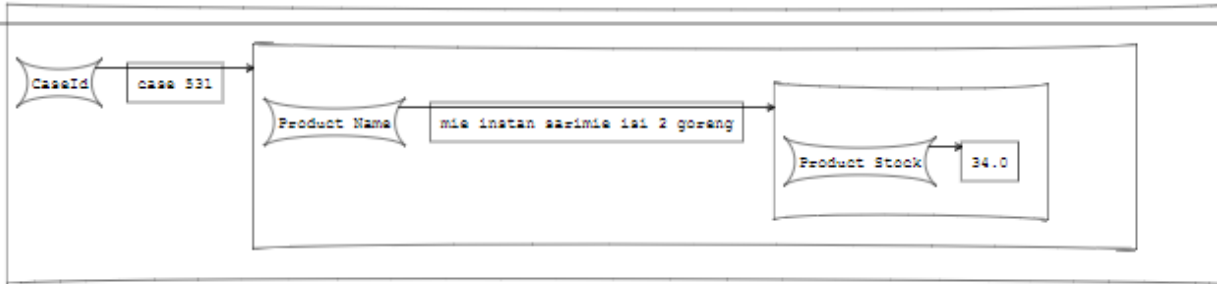 CaseId
case 531
Product Name
mie instan sarimie isi 2 goreng
Product Stock
34.0